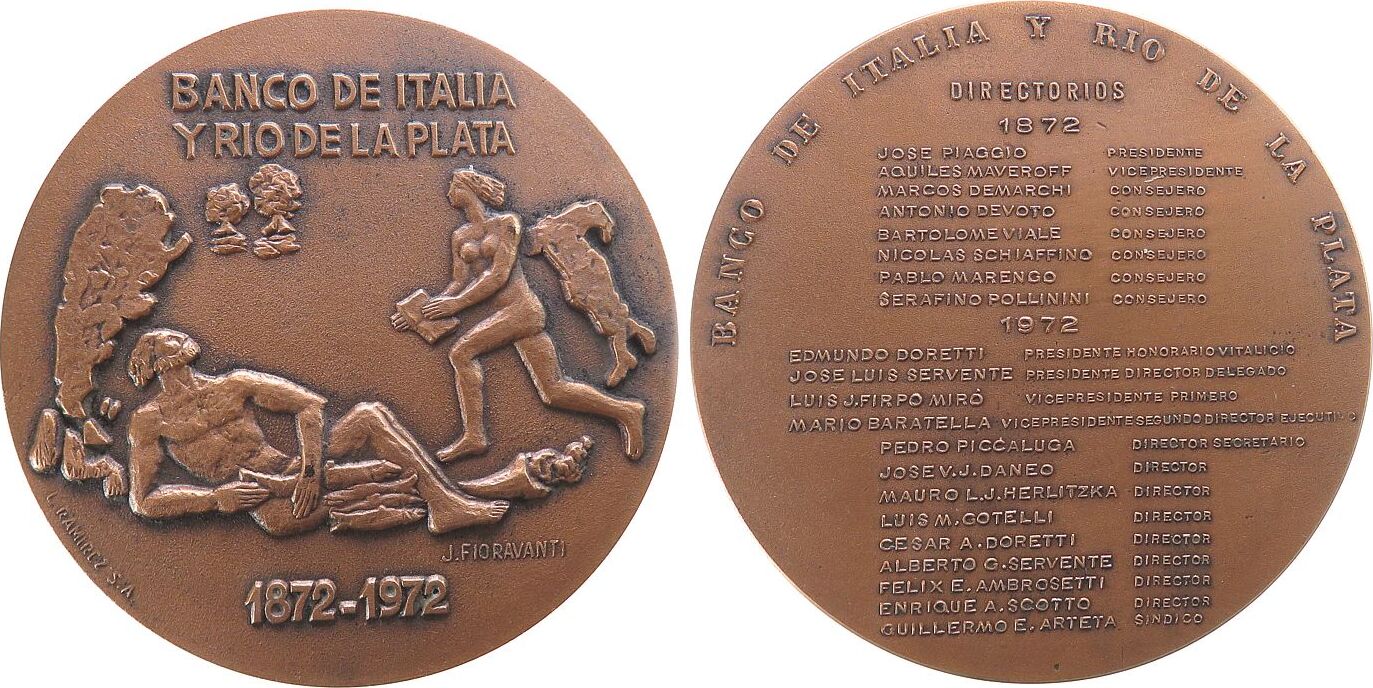 BANCO DE ITALIA
Y RIO DE LA PLATA
L. RAMIREZ S.A.
J. FIORAVANTI
1872-1972
BANCO DE ITALIA Y RIO DE LA PLATA
DIRECTORIOS
1872
JOSE PIAGGIO PRESIDENTE
AQUILES MAVEROFF VICEPRESIDENTE
MARCOS DEMARCHI CONSEJERO
ANTONIO DEVOTO CONSEJERO
BARTOLOME VIALE CONSEJERO
NICOLAS SCHIAFFINO CONSEJERO
PABLO MARENGO CONSEJERO
SERAFINO POLLININI CONSEJERO
1972
EDMUNDO DORETTI PRESIDENTE HONORARIO VITALICIO
JOSE LUIS SERVENTE PRESIDENTE DIRECTOR DELEGADO
LUIS J. FIRPO MIRÓ VICEPRESIDENTE PRIMERO
MARIO BARATELLA VICEPRESIDENTE SEGUNDO DIRECTOR EJECUTIVO
PEDRO PICCALUGA DIRECTOR SECRETARIO
JOSE V. J. DANEO DIRECTOR
MAURO L. J. HERLITZKA DIRECTOR
LUIS M. GOTELLI DIRECTOR
CESAR A. DORETTI DIRECTOR
ALBERTO G. SERVENTE DIRECTOR
FELIX E. AMBROSETTI DIRECTOR
ENRIQUE A. SCOTTO DIRECTOR
GUILLERMO E. ARTETA SINDICO